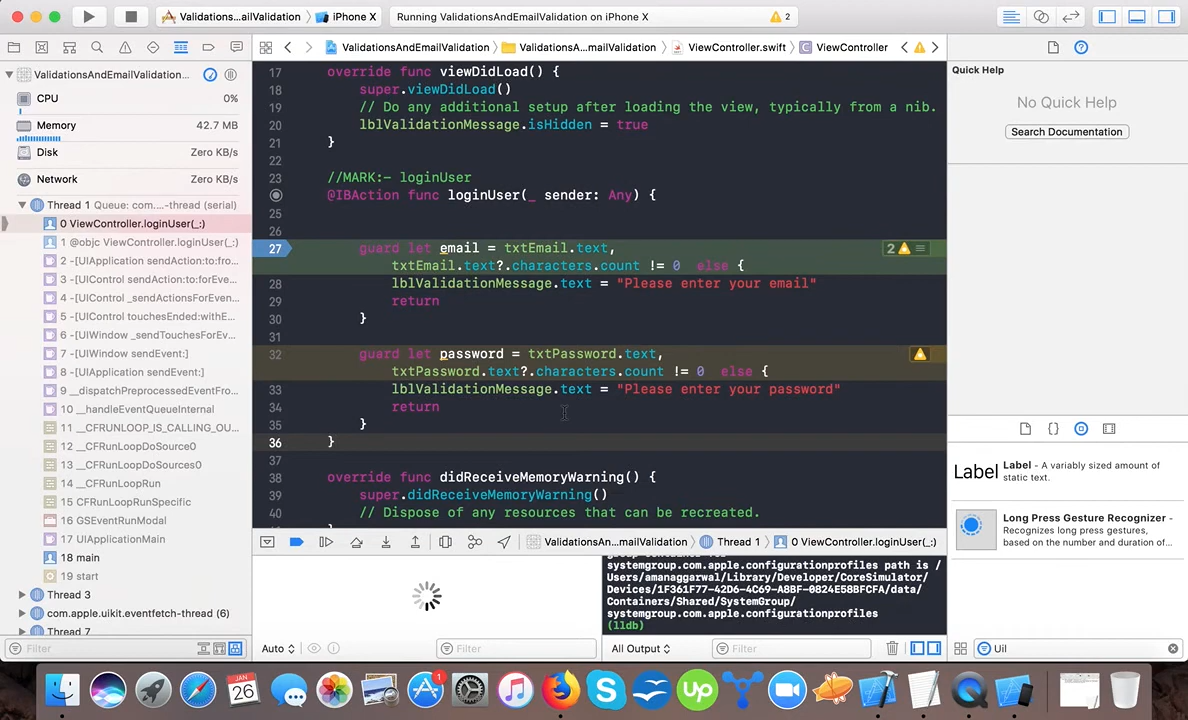 ValidationsA...ailValidation
iPhone X
Running ValidationsAndEmailValidation on iPhone X
2
ValidationsAndEmailValidation
ValidationsA...mailValidation
ViewController.swift
ViewController
ValidationsAndEmailValidation...
CPU 0%
Memory 42.7 MB
Disk Zero KB/s
Network Zero KB/s
Thread 1 Queue: com....-thread (serial)
0 ViewController.loginUser(_:)
1 @objc ViewController.loginUser(_:)
2 -[UIApplication sendAction:to:fro...
3 -[UIControl sendAction:to:forEve...
4 -[UIControl _sendActionsForEven...
5 -[UIControl touchesEnded:withE...
6 -[UIWindow _sendTouchesForEv...
7 -[UIWindow sendEvent:]
8 -[UIApplication sendEvent:]
9 __dispatchPreprocessedEventFro...
10 __handleEventQueueInternal
11 __CFRUNLOOP_IS_CALLING_OU...
12 __CFRunLoopDoSource0
13 __CFRunLoopDoSources0
14 __CFRunLoopRun
15 CFRunLoopRunSpecific
16 GSEventRunModal
17 UIApplicationMain
18 main
19 start
Thread 3
com.apple.uikit.eventfetch-thread (6)
Thread 7
Filter
17 override func viewDidLoad() {
18 super.viewDidLoad()
19 // Do any additional setup after loading the view, typically from a nib.
20 lblValidationMessage.isHidden = true
21 }
22
23 //MARK:- loginUser
@IBAction func loginUser(_ sender: Any) {
25
26
27 guard let email = txtEmail.text,
2
txtEmail.text?.characters.count != 0 else {
28 lblValidationMessage.text = "Please enter your email"
29 return
30 }
31
32 guard let password = txtPassword.text,
txtPassword.text?.characters.count != 0 else {
33 lblValidationMessage.text = "Please enter your password"
34 return
35 }
36 }
37
38 override func didReceiveMemoryWarning() {
39 super.didReceiveMemoryWarning()
40 // Dispose of any resources that can be recreated.
ValidationsAn...mailValidation
Thread 1
0 ViewController.loginUser(_:)
systemgroup.com.apple.configurationprofiles path is /
Users/amanaggarwal/Library/Developer/CoreSimulator/
Devices/1F361F77-42D6-4C69-A8BF-0824E58BFCFA/data/
Containers/Shared/SystemGroup/
systemgroup.com.apple.configurationprofiles
(lldb)
Auto
Filter
All Output
Filter
Quick Help
No Quick Help
Search Documentation
Label
Label - A variably sized amount of
static text.
Long Press Gesture Recognizer -
Recognizes long press gestures,
based on the number and duration of...
Uil
JAN
26
1
up